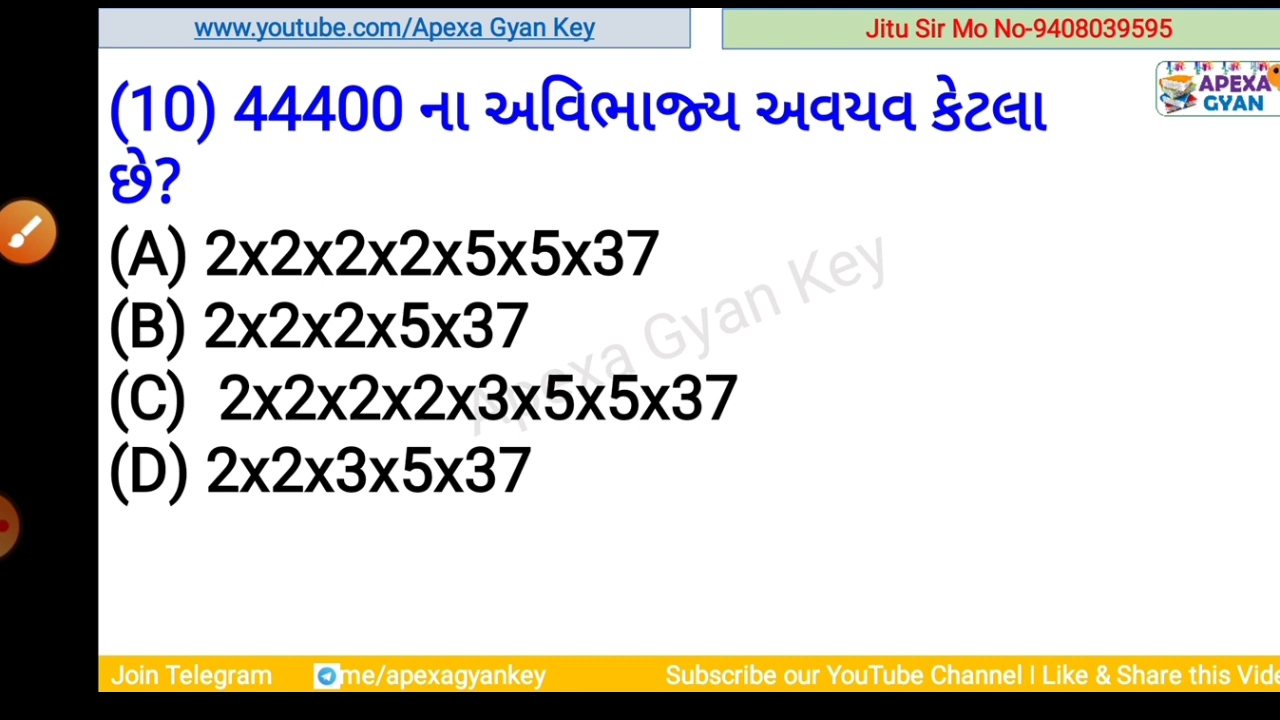 www.youtube.com/Apexa Gyan Key
Jitu Sir Mo No-9408039595
APEXA
GYAN
(10) 44400 ના અવિભાજ્ય અવયવ કેટલા
છે?
(A) 2x2x2x2x5x5x37
(B) 2x2x2x5x37
(C) 2x2x2x2x3x5x5x37
(D) 2x2x3x5x37
Apexa Gyan Key
Join Telegram
me/apexagyankey
Subscribe our YouTube Channel l Like & Share this Vide